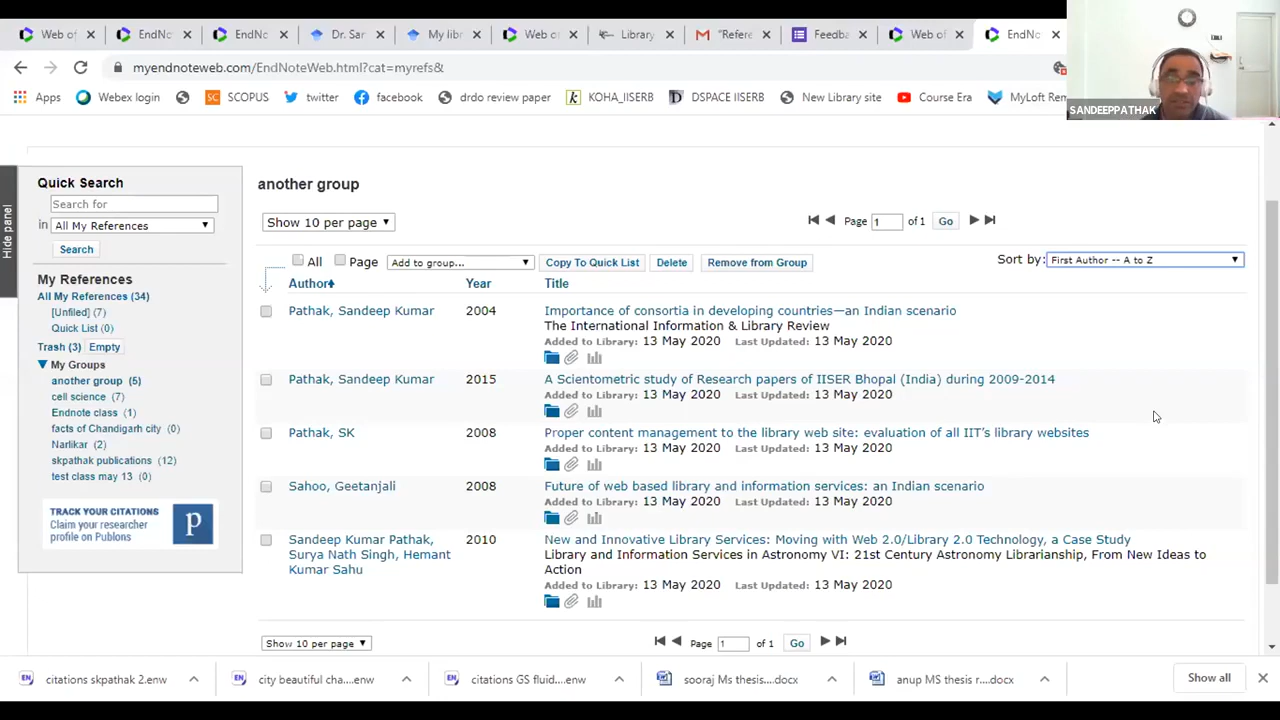 Web of
EndNo
EndNo
Dr. Sar
My libr
Web o
Library
"Refere
Feedba
Web of
EndNo
myendnoteweb.com/EndNoteWeb.html?cat=myrefs&
Apps
Webex login
SC SCOPUS
twitter
facebook
drdo review paper
k KOHA_IISERB
D DSPACE IISERB
New Library site
Course Era
MyLoft Rem
SANDEEPPATHAK
Hide panel
Quick Search
Search for
in All My References
Search
My References
All My References (34)
[Unfiled] (7)
Quick List (0)
Trash (3) Empty
My Groups
another group (5)
cell science (7)
Endnote class (1)
facts of Chandigarh city (0)
Narlikar (2)
skpathak publications (12)
test class may 13 (0)
TRACK YOUR CITATIONS
Claim your researcher
profile on Publons
p
another group
Show 10 per page
Page 1 of 1 Go
All Page Add to group... Copy To Quick List Delete Remove from Group
Sort by: First Author -- A to Z
Author Year Title
Pathak, Sandeep Kumar 2004 Importance of consortia in developing countries—an Indian scenario
The International Information & Library Review
Added to Library: 13 May 2020 Last Updated: 13 May 2020
Pathak, Sandeep Kumar 2015 A Scientometric study of Research papers of IISER Bhopal (India) during 2009-2014
Added to Library: 13 May 2020 Last Updated: 13 May 2020
Pathak, SK 2008 Proper content management to the library web site: evaluation of all IIT's library websites
Added to Library: 13 May 2020 Last Updated: 13 May 2020
Sahoo, Geetanjali 2008 Future of web based library and information services: an Indian scenario
Added to Library: 13 May 2020 Last Updated: 13 May 2020
Sandeep Kumar Pathak, 2010 New and Innovative Library Services: Moving with Web 2.0/Library 2.0 Technology, a Case Study
Surya Nath Singh, Hemant Library and Information Services in Astronomy VI: 21st Century Astronomy Librarianship, From New Ideas to
Kumar Sahu Action
Added to Library: 13 May 2020 Last Updated: 13 May 2020
Show 10 per page
Page 1 of 1 Go
EN citations skpathak 2.enw
EN city beautiful cha....enw
EN citations GS fluid....enw
sooraj Ms thesis....docx
anup MS thesis r....docx
Show all